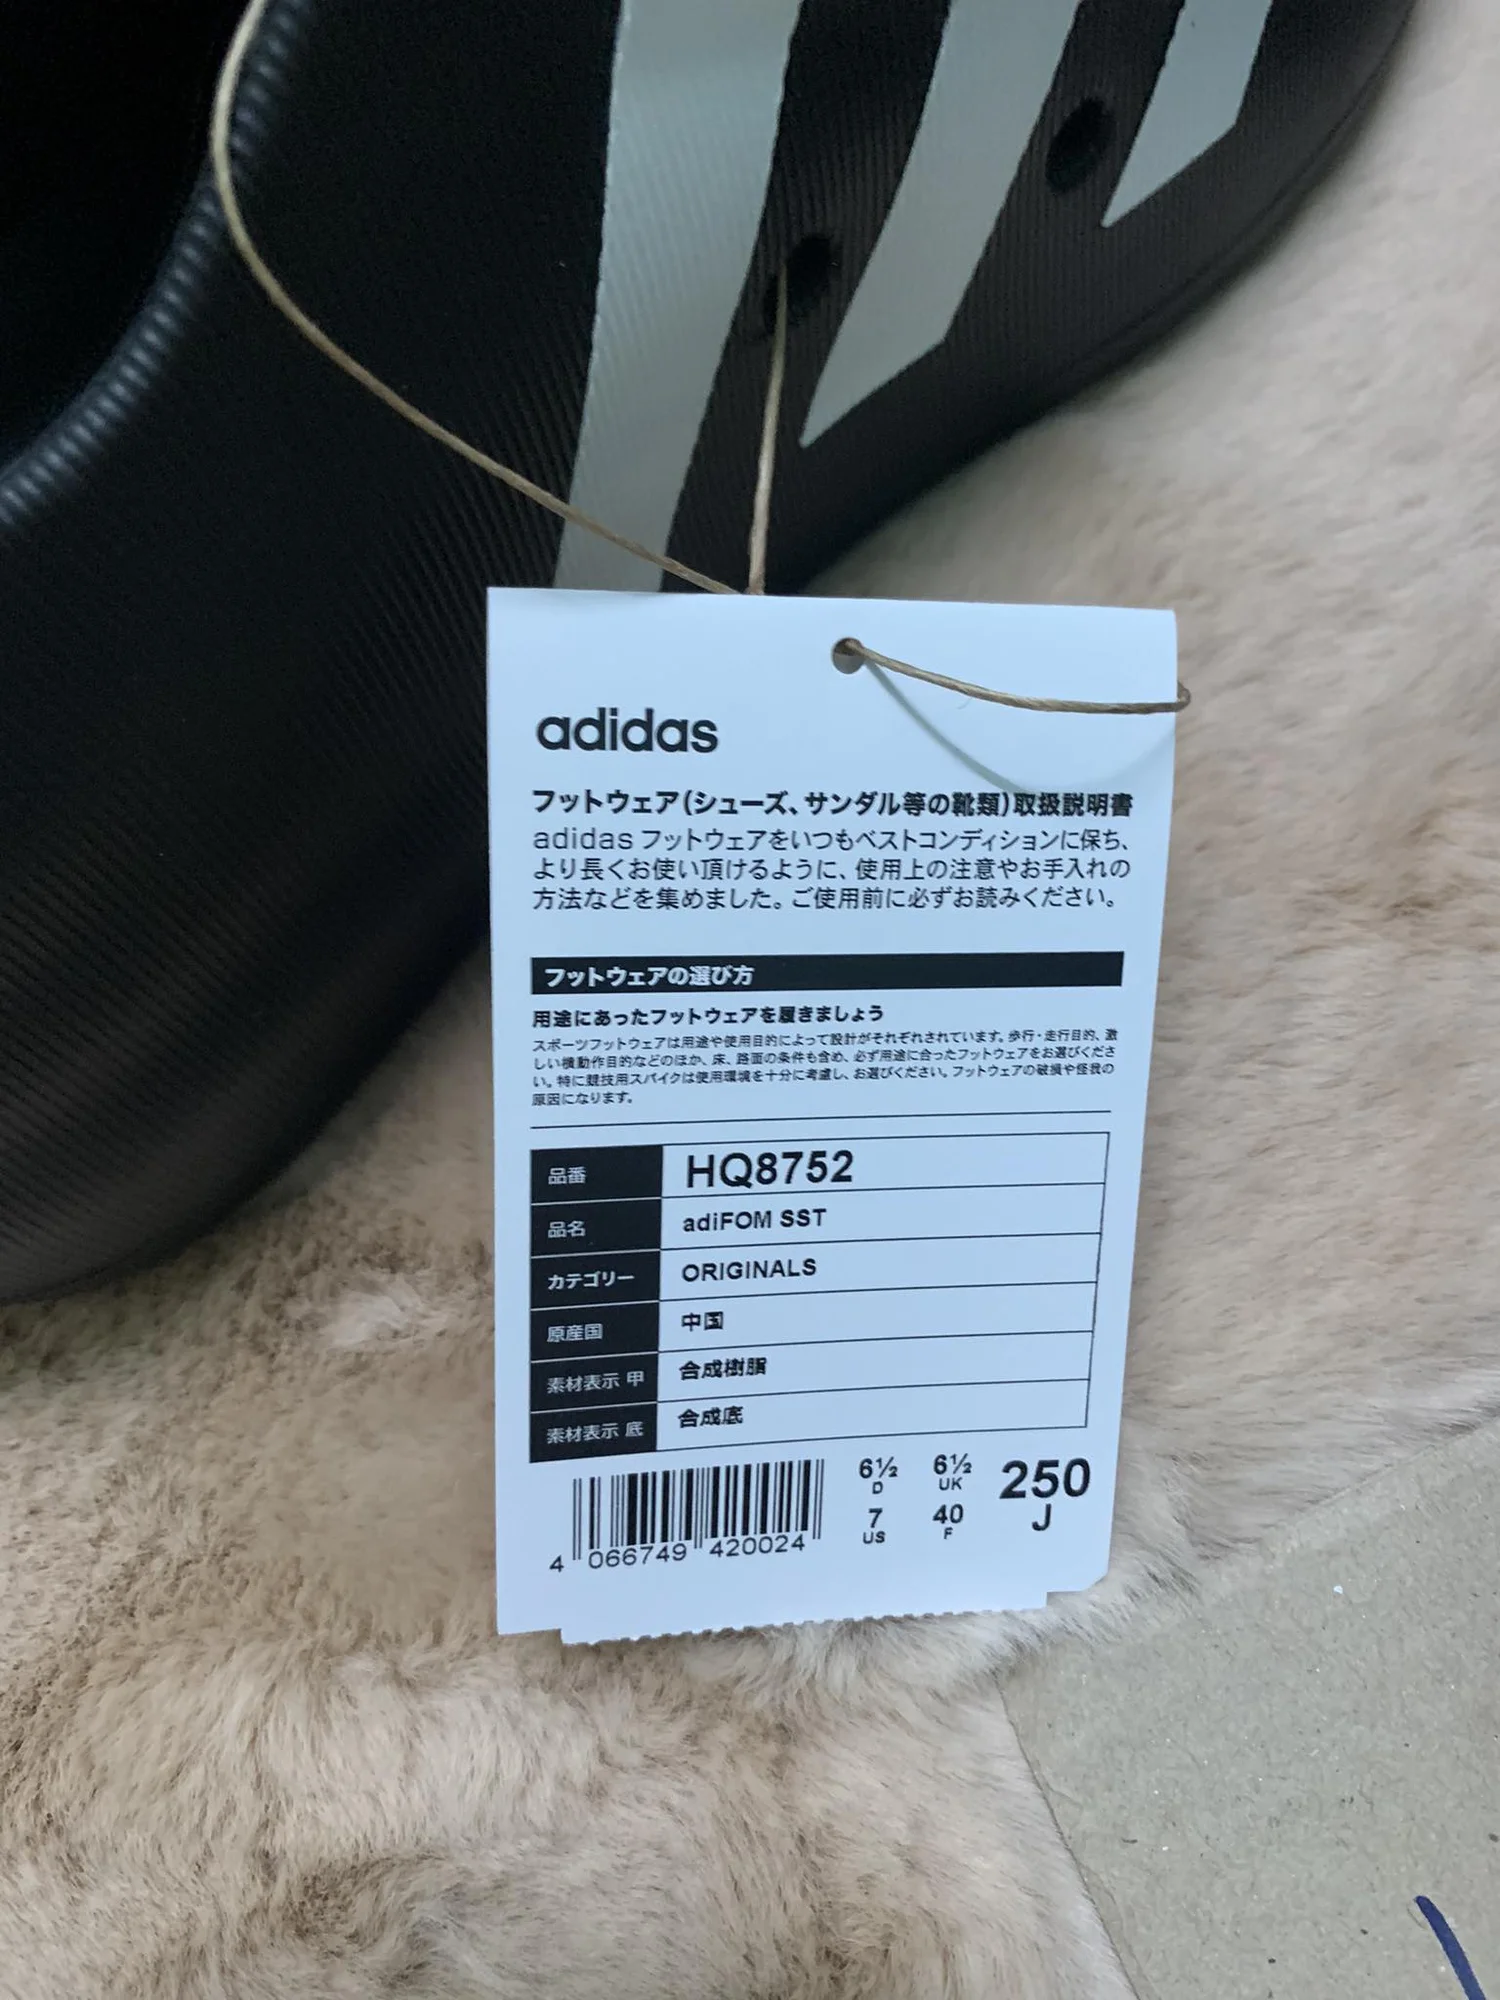 adidas
フットウェア(シューズ、サンダル等の靴類)取扱説明書
adidas フットウェアをいつもベストコンディションに保ち、
より長くお使い頂けるように、使用上の注意やお手入れの
方法などを集めました。ご使用前に必ずお読みください。
フットウェアの選び方
用途にあったフットウェアを履きましょう
スポーツフットウェアは用途や使用目的によって設計がそれぞれされています。歩行・走行目的、激
しい機動作目的などのほか、床、路面の条件も含め、必ず用途に合ったフットウェアをお選びくださ
い。特に競技用スパイクは使用環境を十分に考慮し、お選びください。フットウェアの破損や怪我の
原因になります。
品番 HQ8752
品名 adiFOM SST
カテゴリー ORIGINALS
原産国 中国
素材表示 甲 合成樹脂
素材表示 底 合成底
6½ D 6½ UK 250 J
7 US 40 F
4 066749 420024